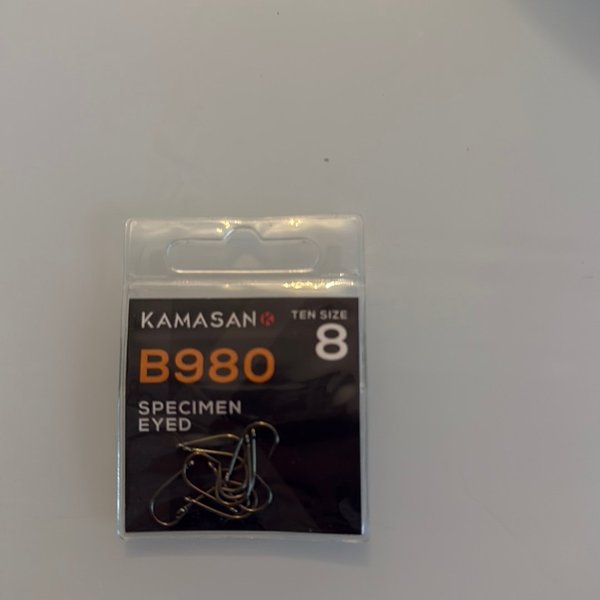 KAMASAN K
TEN SIZE
8
B980
SPECIMEN
EYED